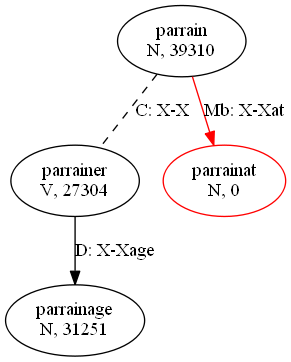 parrain
N, 39310
C: X-X
Mb: X-Xat
parrainer
V, 27304
parrainat
N, 0
D: X-Xage
parrainage
N, 31251